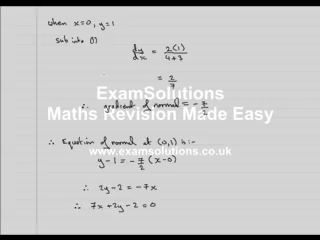 when x=0, y=1
sub into (1)
dy/dx = 2(1)/4+3
= 2/7
∴ gradient of normal = -7/2
ExamSolutions
Maths Revision Made Easy
∴ Equation of normal at (0,1) is:-
www.examsolutions.co.uk
y-1 = -7/2 (x-0)
∴ 2y-2 = -7x
∴ 7x+2y-2=0